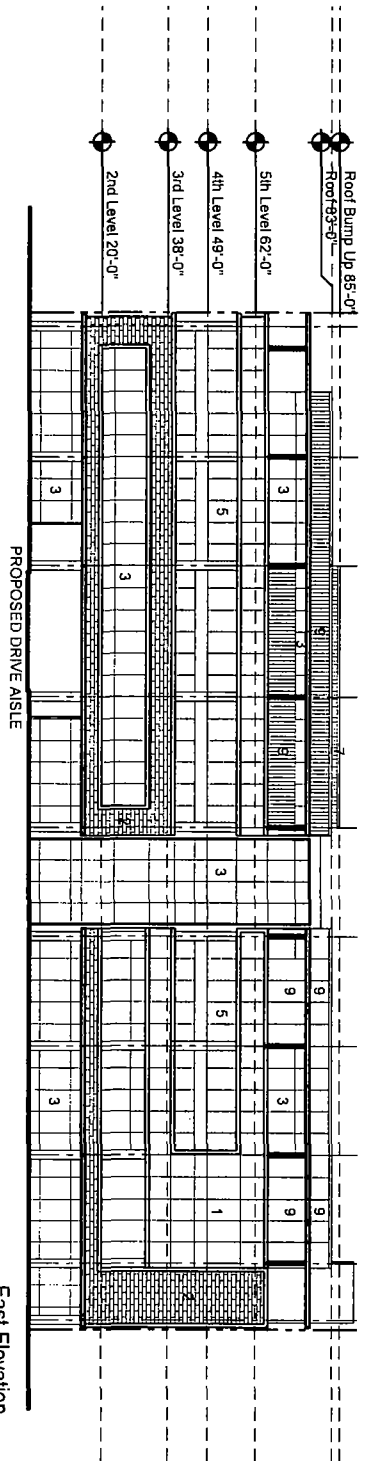 Roof Bump Up 85'-0"
Roof 83'-0"
5th Level 62'-0"
4th Level 49'-0"
3rd Level 38'-0"
2nd Level 20'-0"
7
9
3
3
9
9
9
3
9
9
5
5
1
3
3
2
3
3
PROPOSED DRIVE AISLE
East Elevation